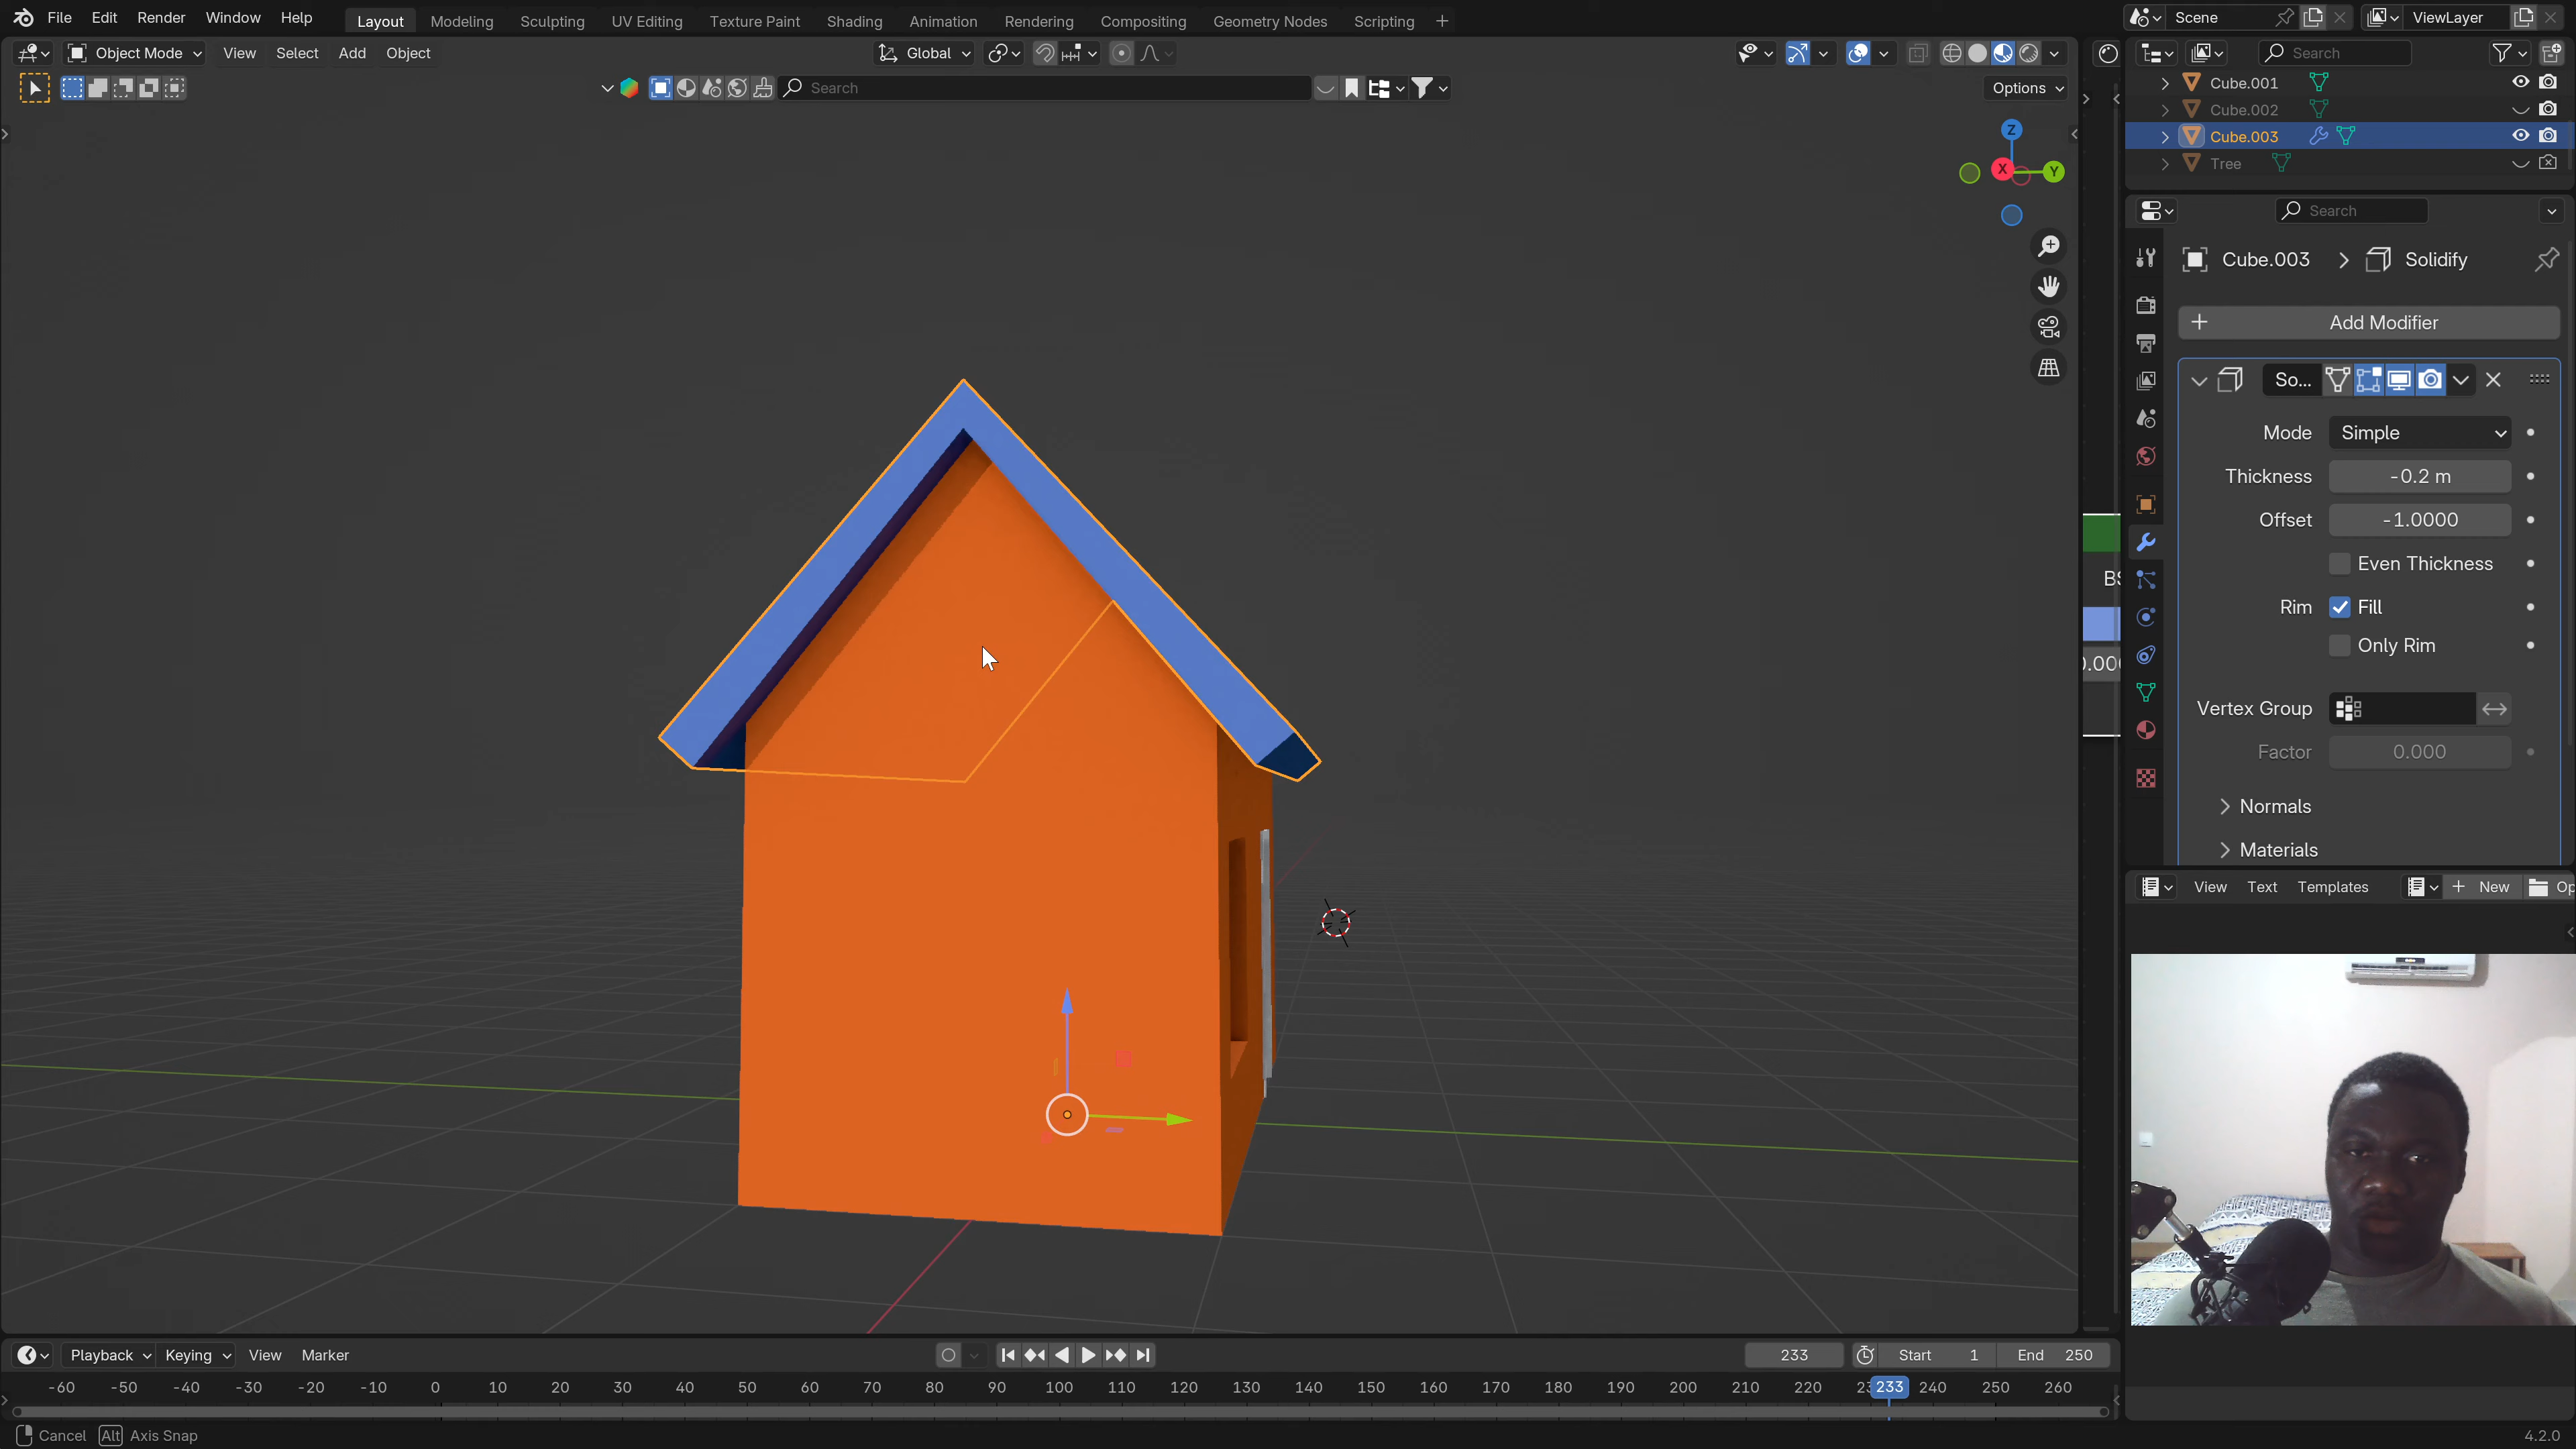 File Edit Render Window Help Layout Modeling Sculpting UV Editing Texture Paint Shading Animation Rendering Compositing Geometry Nodes Scripting + Scene ViewLayer
Object Mode View Select Add Object Global Search
Search Options
Cube.001
Cube.002
Cube.003
Tree
Z
X Y
Search
Cube.003 > Solidify
+ Add Modifier
So...
Mode Simple
Thickness -0.2 m
Offset -1.0000
Even Thickness
Rim Fill
Only Rim
Vertex Group
Factor 0.000
Normals
Materials
View Text Templates + New Op
Playback Keying View Marker 233 Start 1 End 250
-60 -50 -40 -30 -20 -10 0 10 20 30 40 50 60 70 80 90 100 110 120 130 140 150 160 170 180 190 200 210 220 233 240 250 260
Cancel Alt Axis Snap 4.2.0